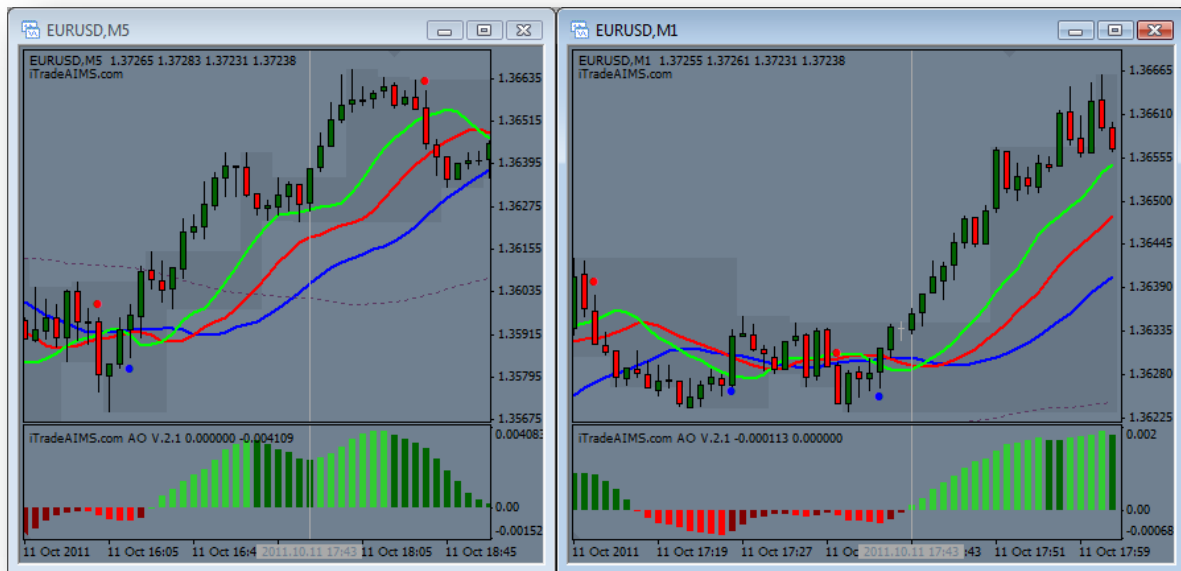 EURUSD,M5
EURUSD,M5 1.37265 1.37283 1.37231 1.37238
iTradeAIMS.com
1.36635
1.36515
1.36395
1.36275
1.36155
1.36035
1.35915
1.35795
1.35675
iTradeAIMS.com AO V.2.1 0.000000 -0.004109
0.004083
0.00
-0.00152
11 Oct 2011
11 Oct 16:05
11 Oct 16:4
2011.10.11 17:43
11 Oct 18:05
11 Oct 18:45
EURUSD,M1
EURUSD,M1 1.37255 1.37261 1.37231 1.37238
iTradeAIMS.com
1.36665
1.36610
1.36555
1.36500
1.36445
1.36390
1.36335
1.36280
1.36225
iTradeAIMS.com AO V.2.1 -0.000113 0.000000
0.002
0.00
-0.00068
11 Oct 2011
11 Oct 17:19
11 Oct 17:27
11 Oc
2011.10.11 17:43
:43
11 Oct 17:51
11 Oct 17:59